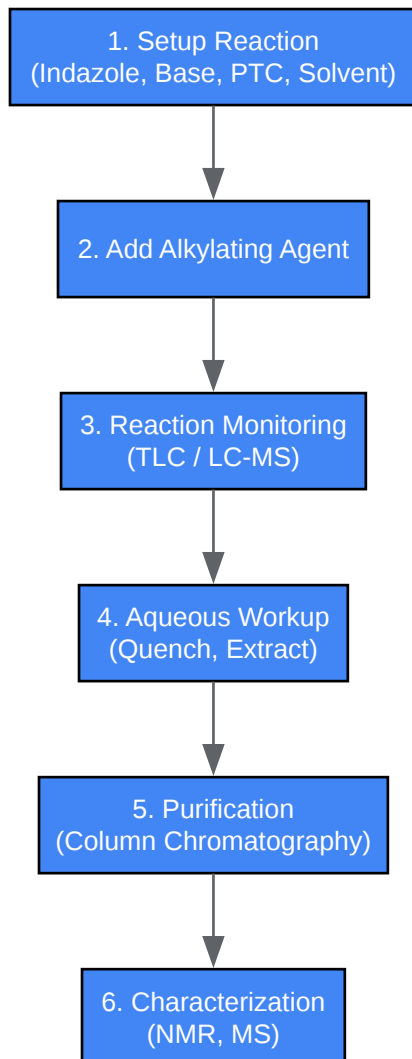 1. Setup Reaction
(Indazole, Base, PTC, Solvent)
2. Add Alkylating Agent
3. Reaction Monitoring
(TLC / LC-MS)
4. Aqueous Workup
(Quench, Extract)
5. Purification
(Column Chromatography)
6. Characterization
(NMR, MS)